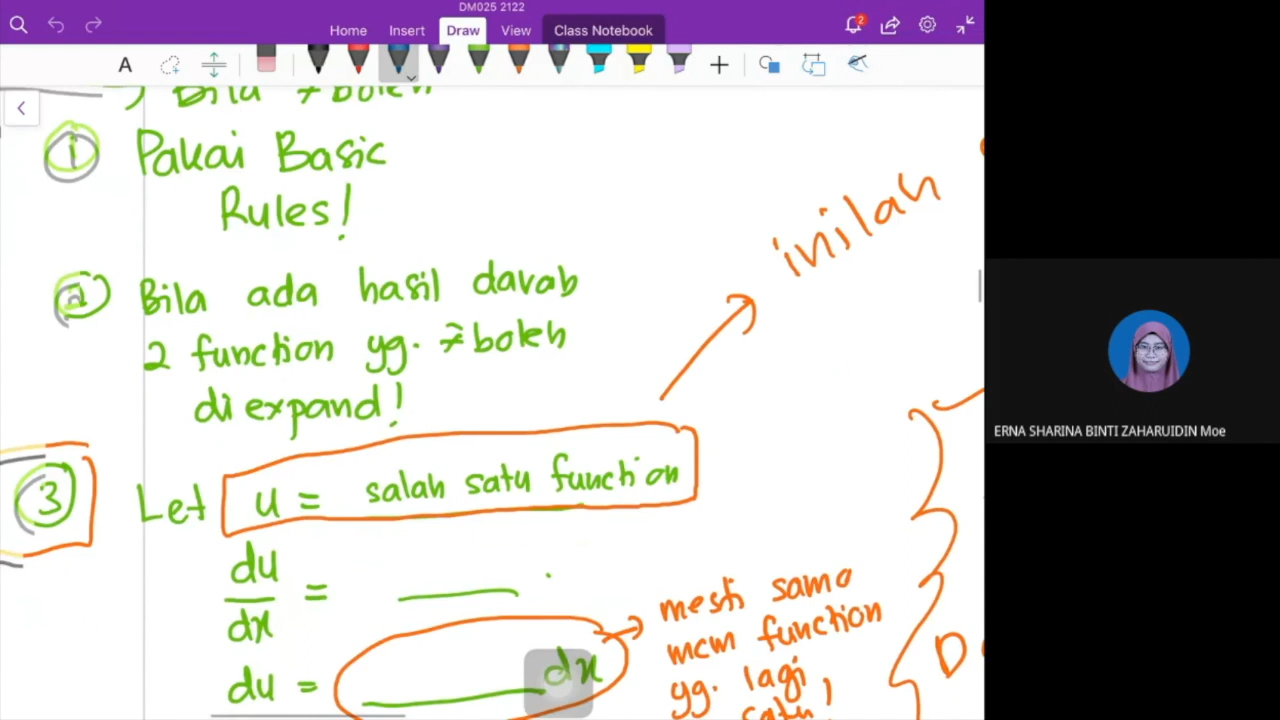 DM025 2122
Home Insert Draw View Class Notebook
2
A
Bila ≠ boleh
① Pakai Basic
Rules!
② Bila ada hasil darab
2 function yg. ≠ boleh
di expand!
③ Let u = salah satu function
inilah
du/dx =
du = dx
mesti sama
mcm function
yg. lagi
satu!
D
ERNA SHARINA BINTI ZAHARUIDIN Moe